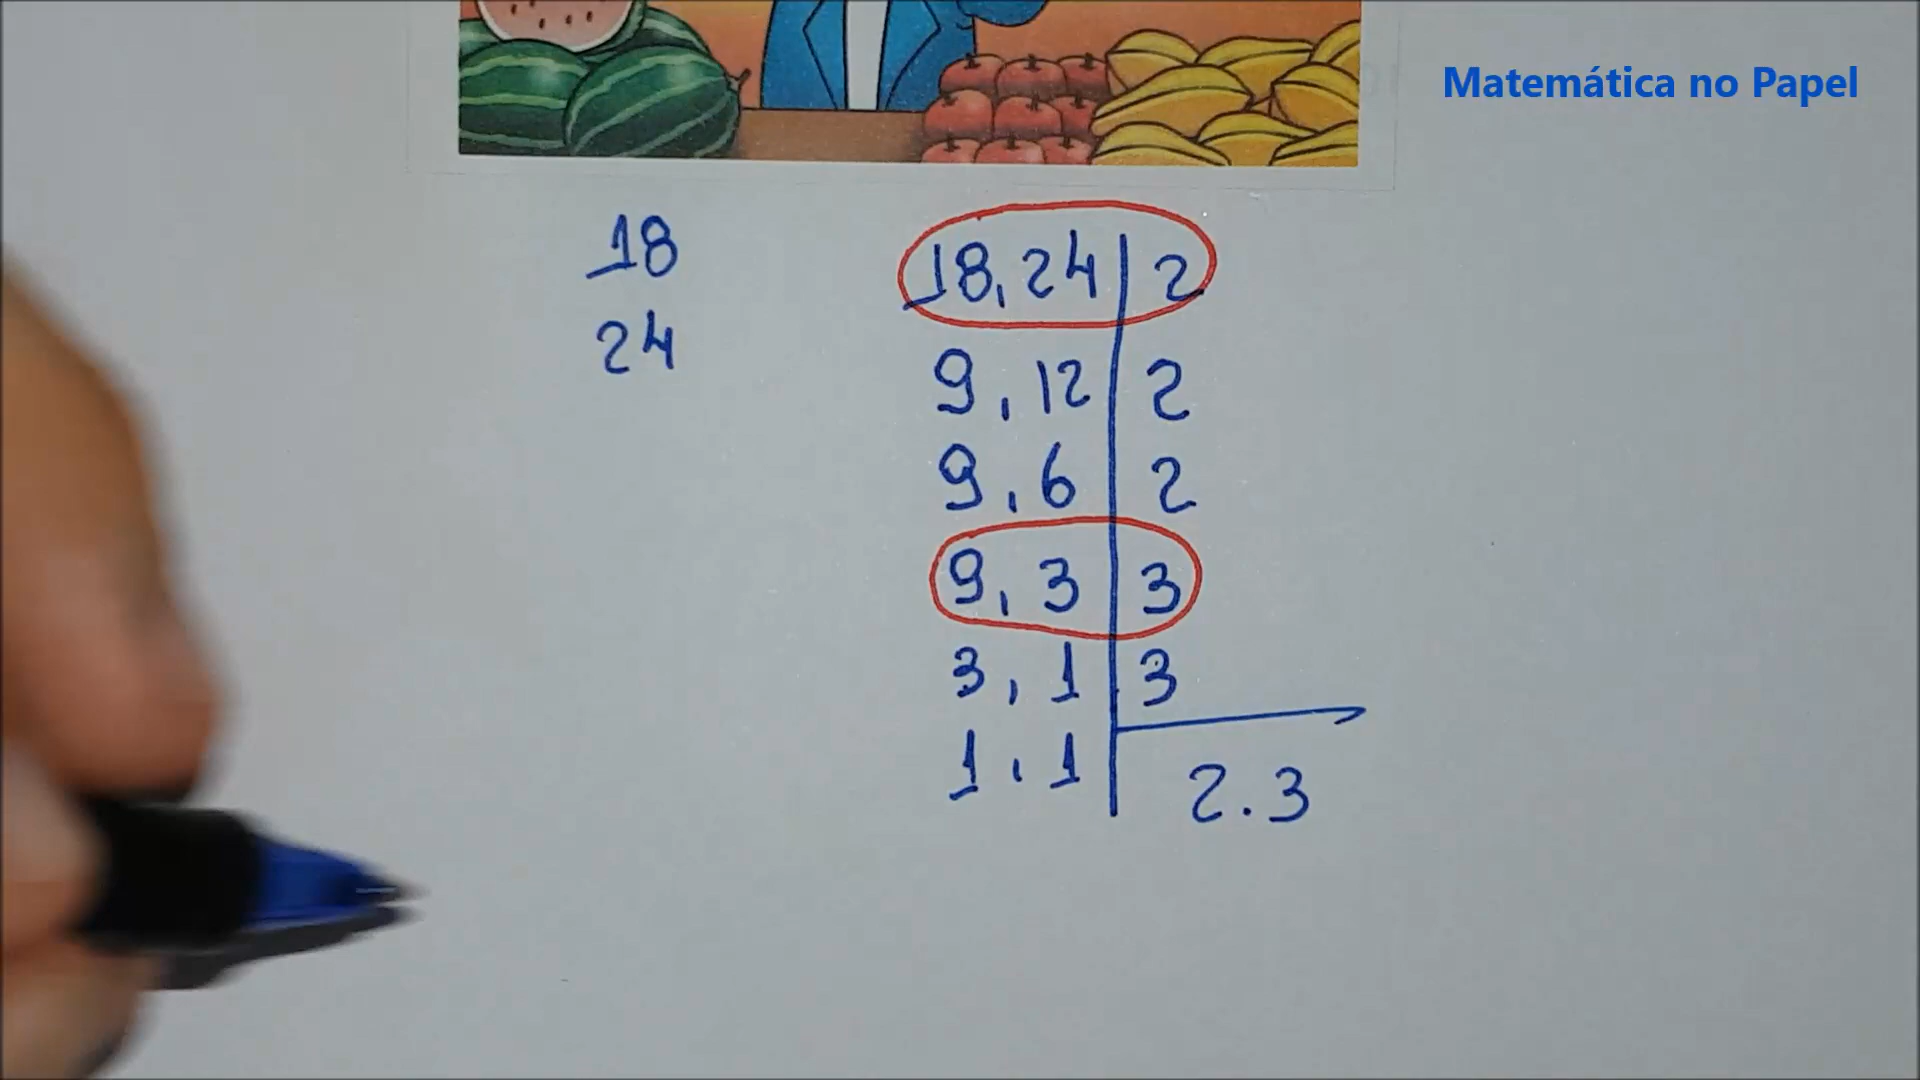 Matemática no Papel
18
24
18, 24 | 2
9, 12 | 2
9, 6 | 2
9, 3 | 3
3, 1 | 3
1, 1
2.3